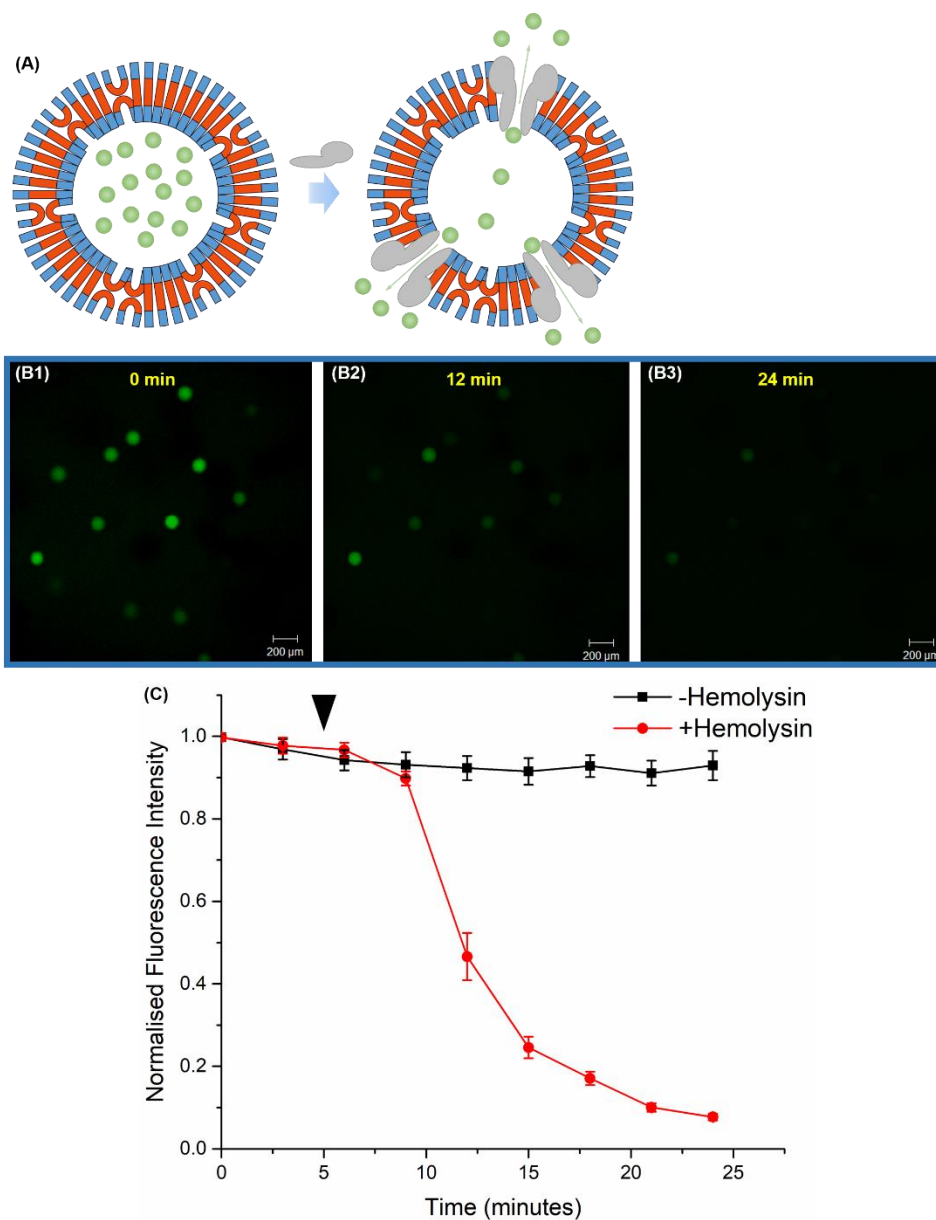 (A)
(B1)
0 min
200 µm
(B2)
12 min
200 µm
(B3)
24 min
200 µm
(C)
-Hemolysin
+Hemolysin
Normalised Fluorescence Intensity
1.0
0.8
0.6
0.4
0.2
0.0
0
5
10
15
20
25
Time (minutes)